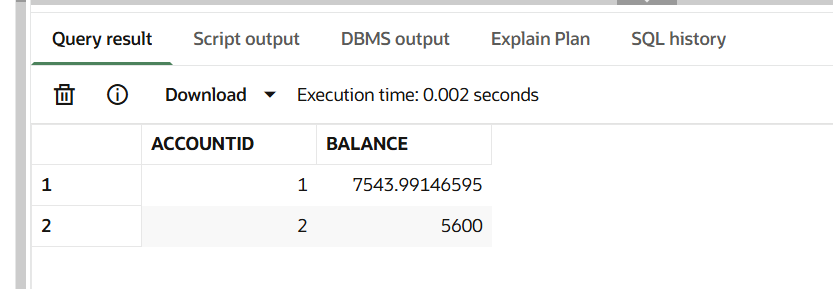 Query result Script output DBMS output Explain Plan SQL history
Download Execution time: 0.002 seconds
ACCOUNTID BALANCE
1 1 7543.99146595
2 2 5600